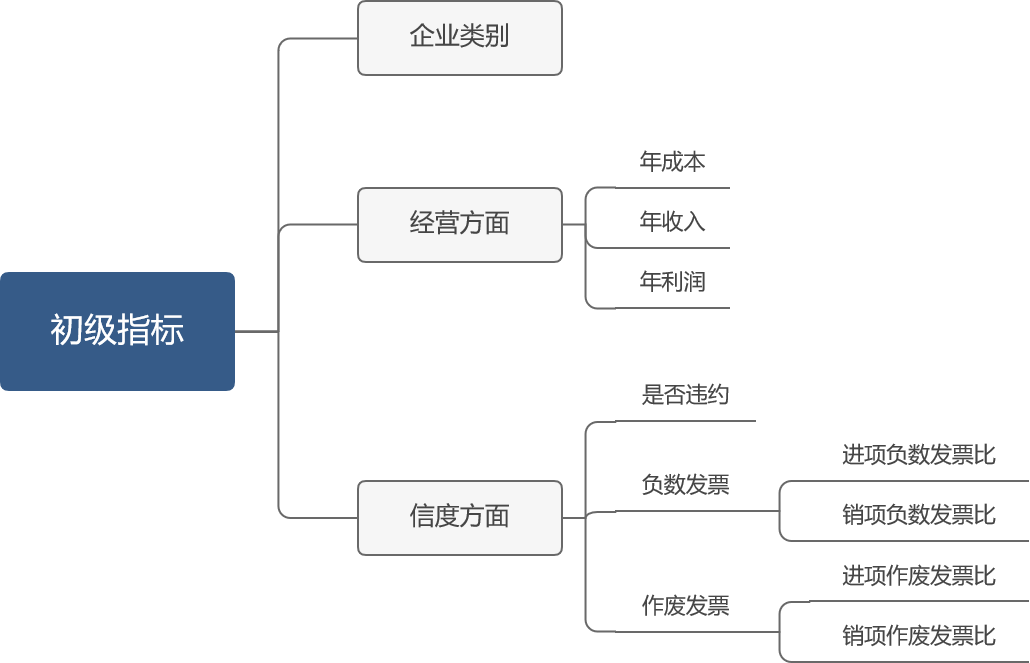 初级指标
企业类别
经营方面
年成本
年收入
年利润
信度方面
是否违约
负数发票
进项负数发票比
销项负数发票比
作废发票
进项作废发票比
销项作废发票比